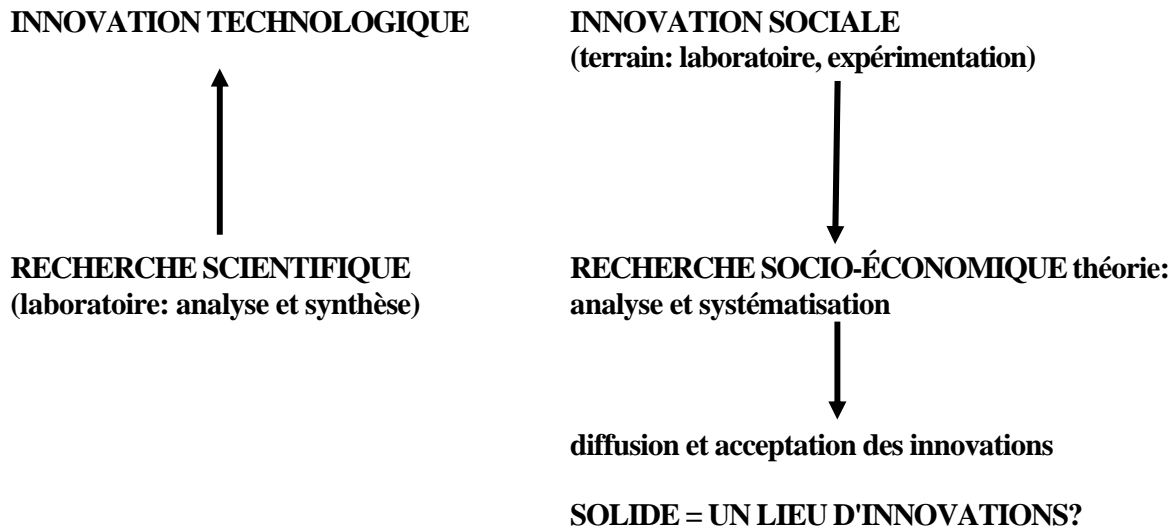 INNOVATION TECHNOLOGIQUE
RECHERCHE SCIENTIFIQUE
(laboratoire: analyse et synthèse)
INNOVATION SOCIALE
(terrain: laboratoire, expérimentation)
RECHERCHE SOCIO-ÉCONOMIQUE théorie:
analyse et systématisation
diffusion et acceptation des innovations
SOLIDE = UN LIEU D'INNOVATIONS?